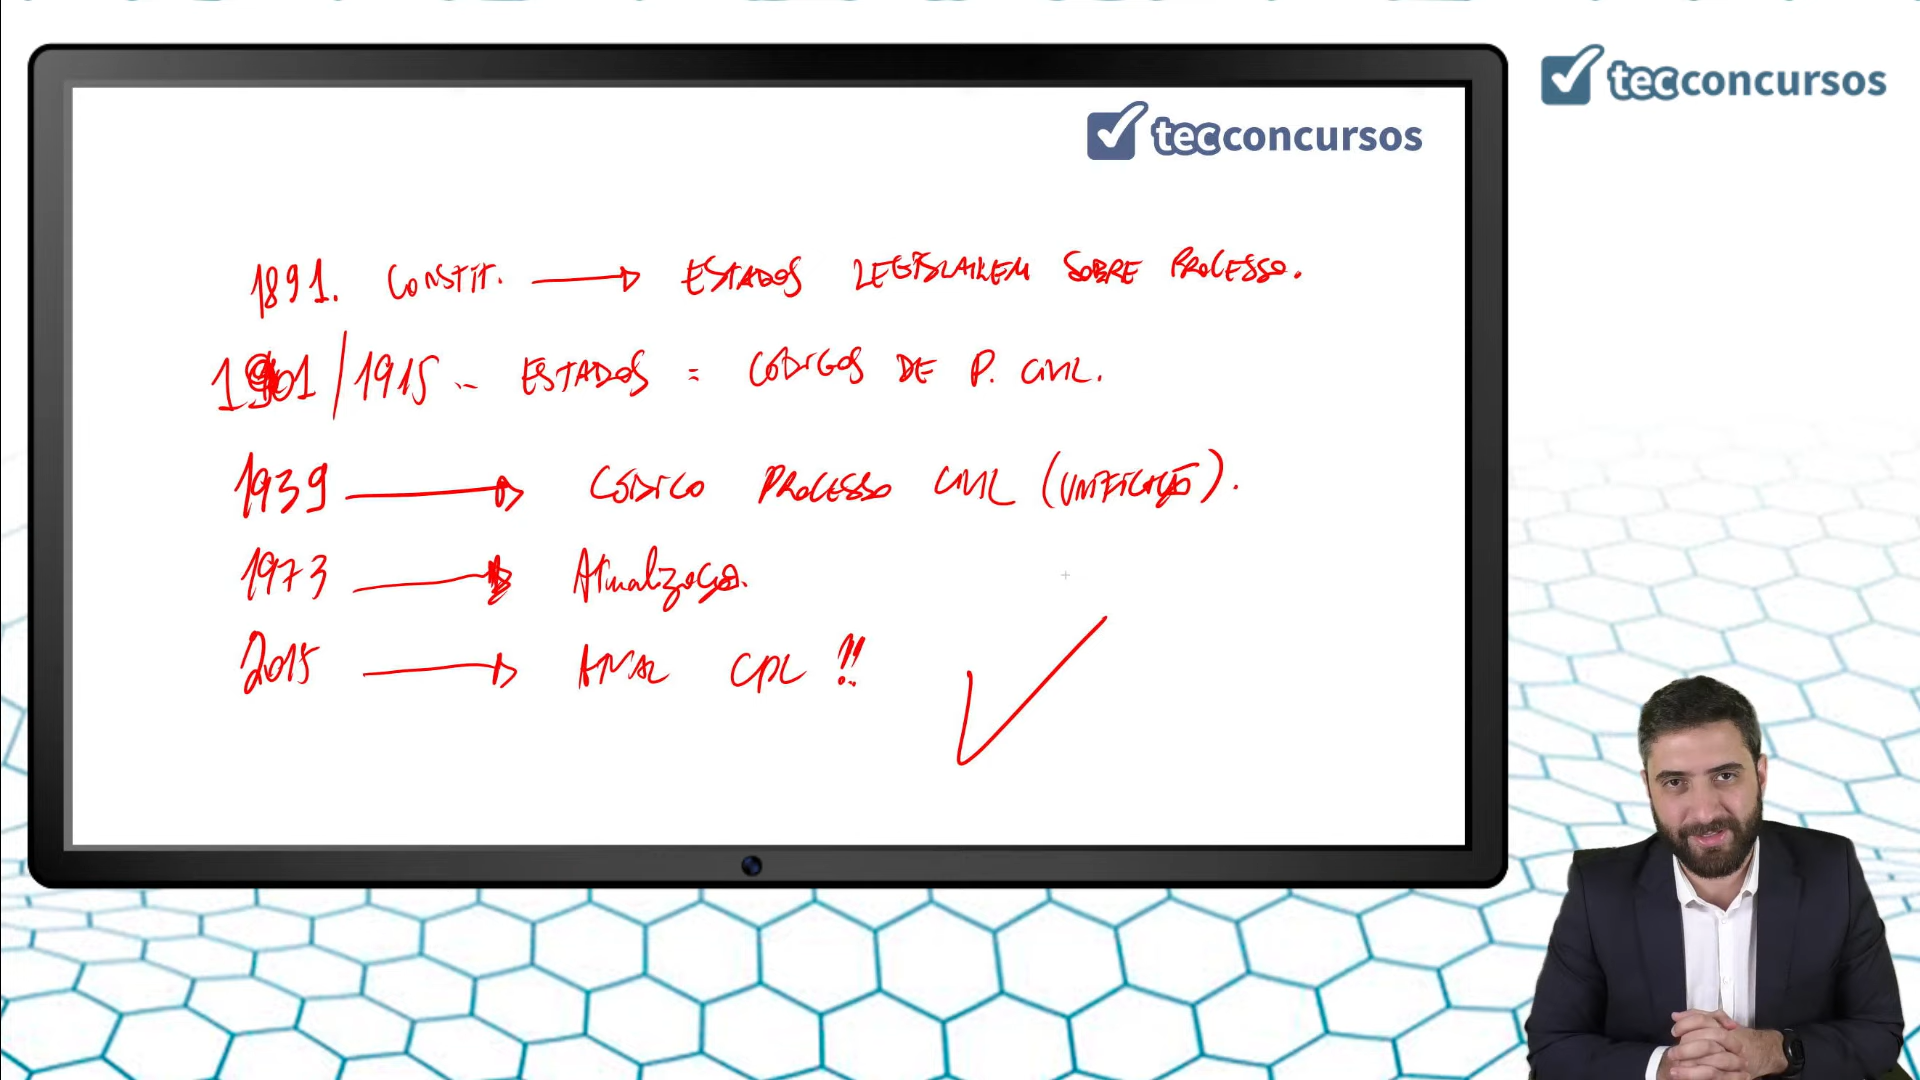 tecconcursos
tecconcursos
1891. CONSTIT. → ESTADOS LEGISLAREM SOBRE PROCESSO.
1901/1915 - ESTADOS = CÓDIGOS DE P. CIVIL.
1939 → CÓDIGO PROCESSO CIVIL (UNIFICAÇÃO).
1973 → Atualização.
2015 → ATUAL CPC !!